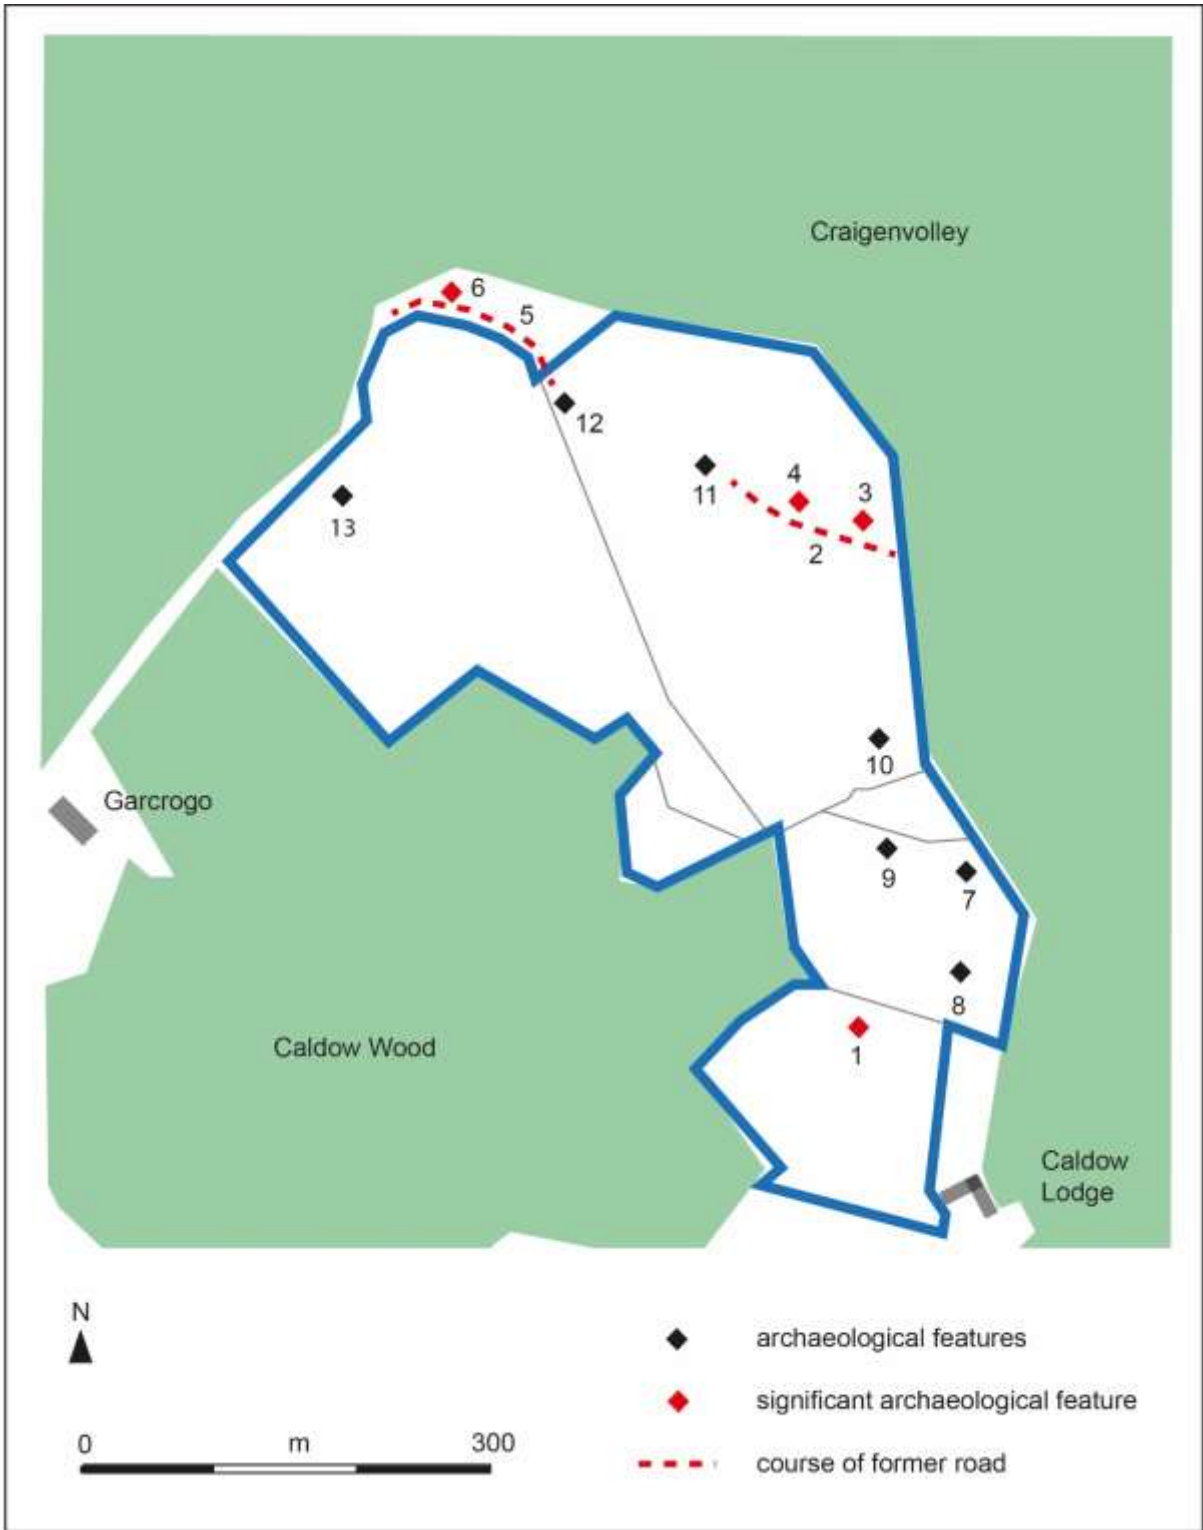 Craigenvolley
6
5
12
4
3
11
13
2
10
Garcrogo
9
7
8
Caldow Wood
1
Caldow
Lodge
N
archaeological features
significant archaeological feature
0 m 300
course of former road